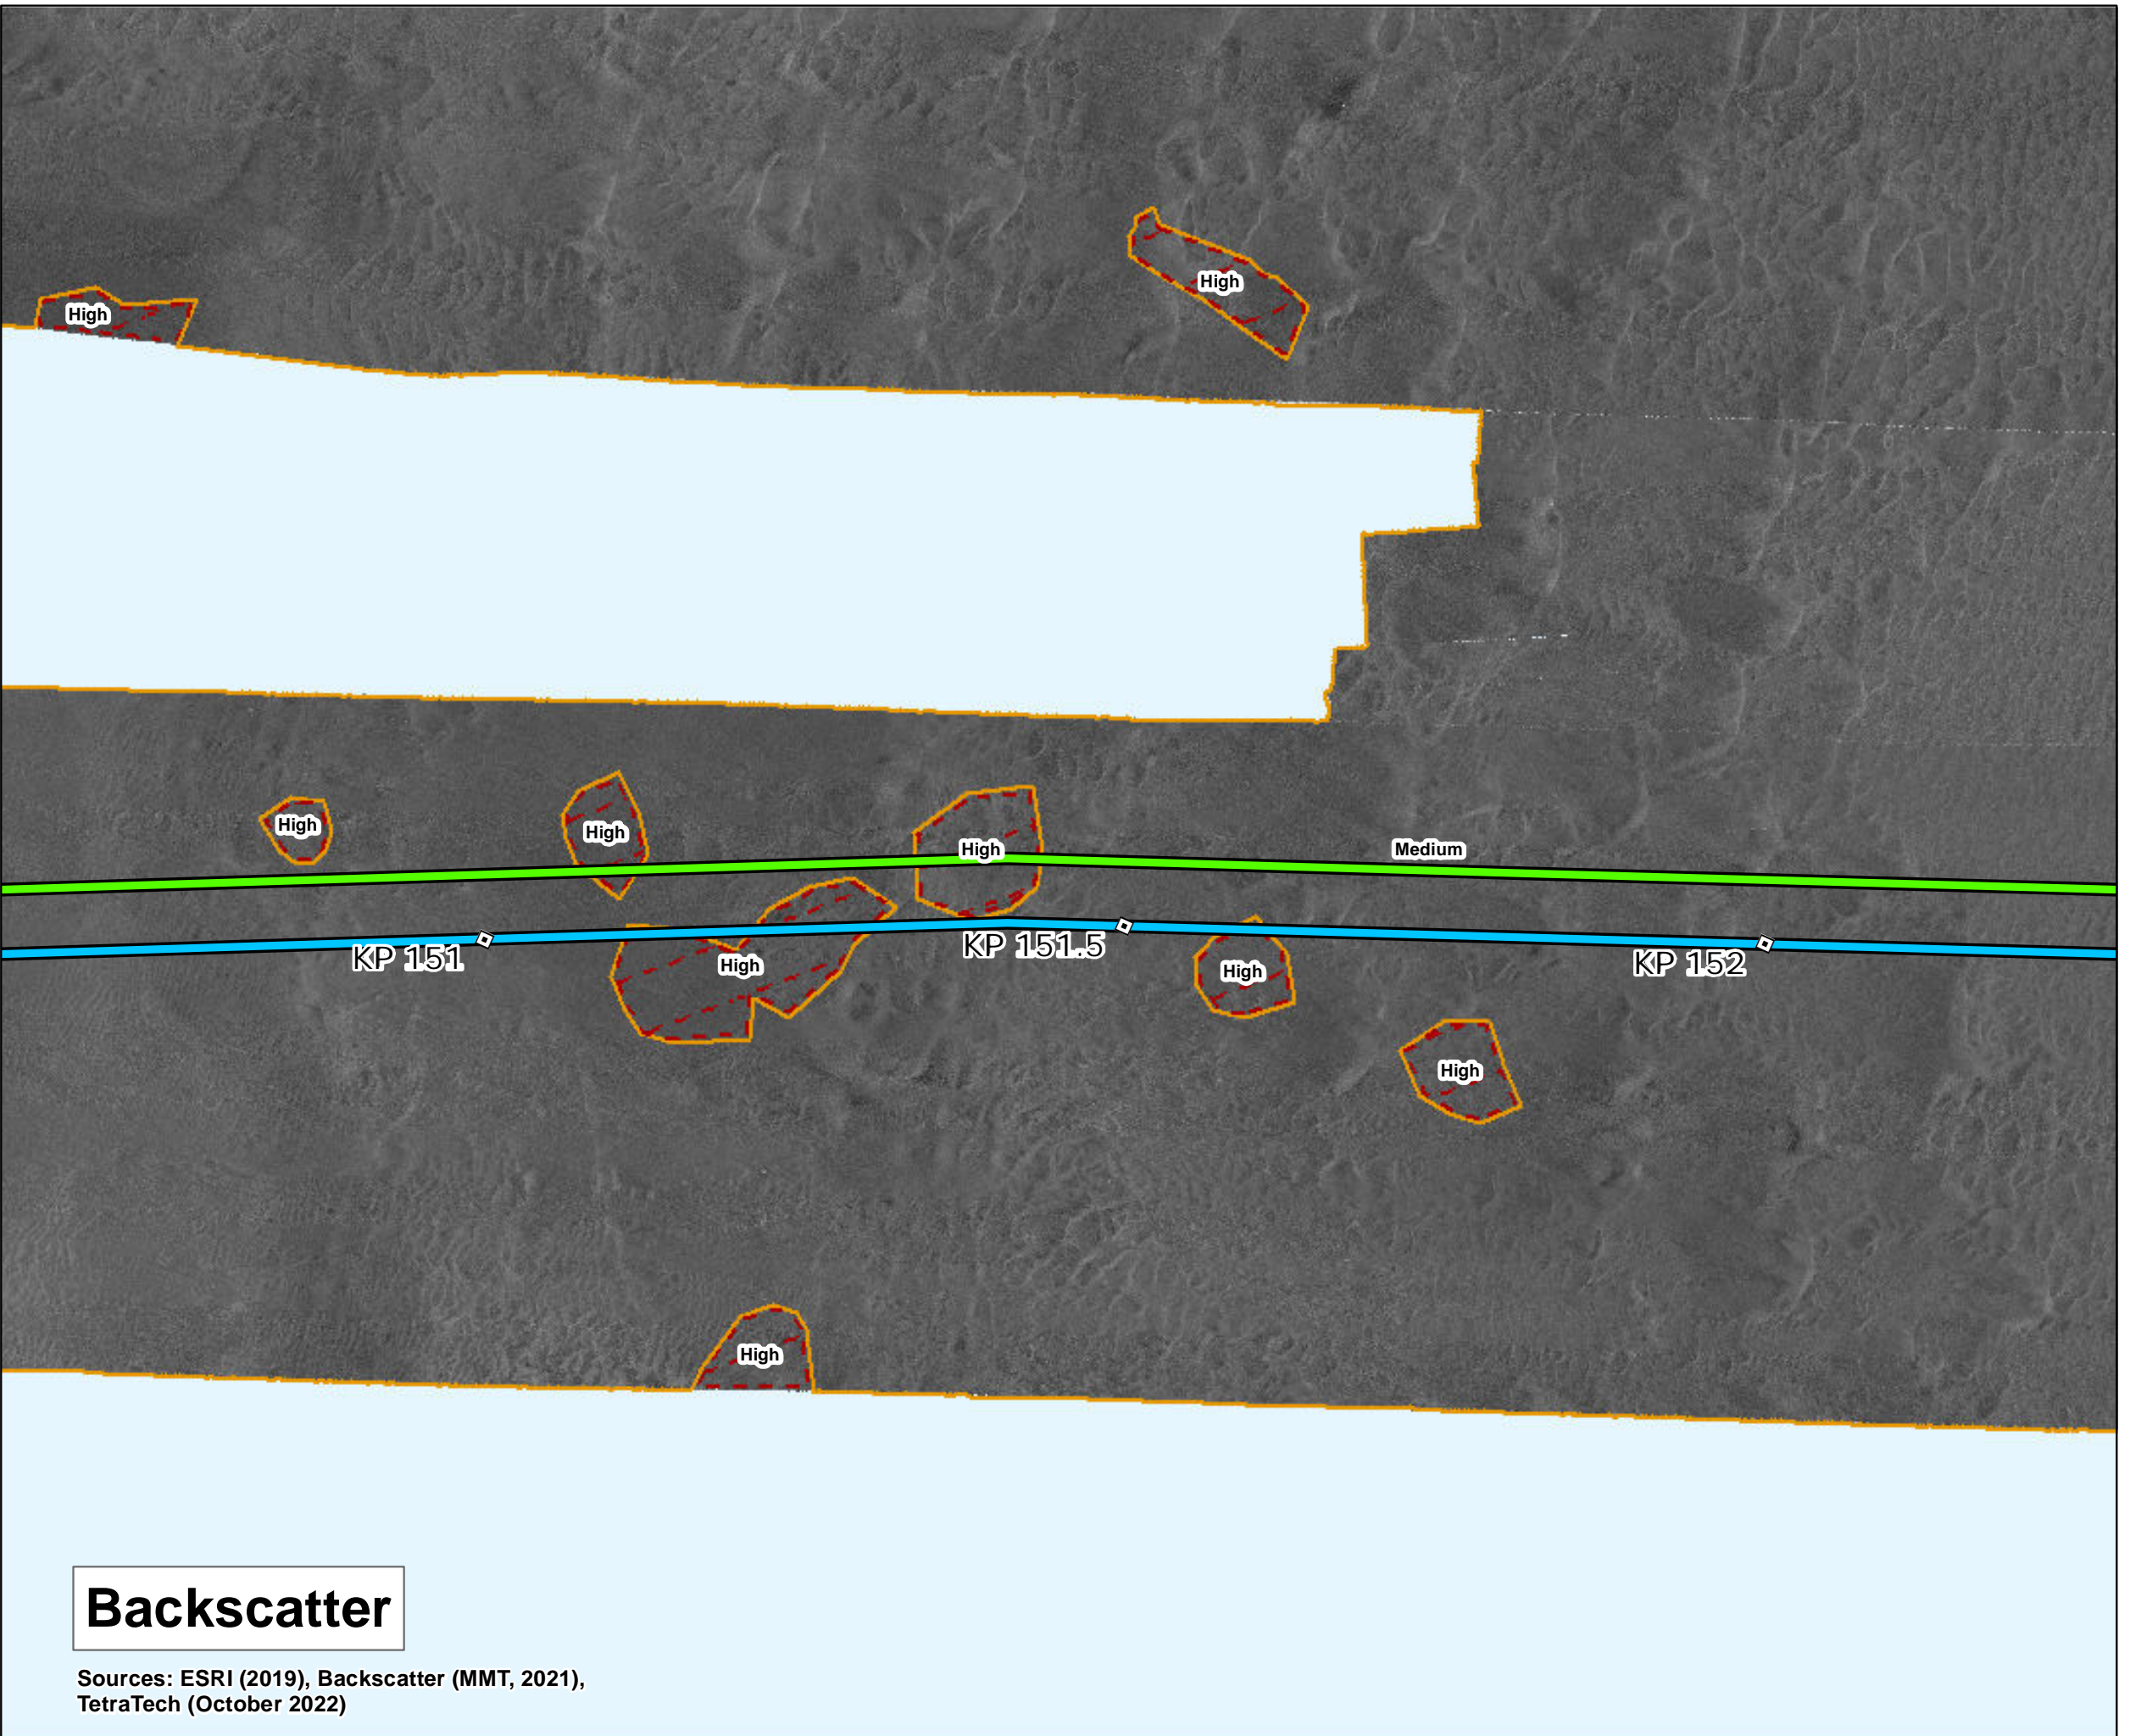 High
High
High
High
High
Medium
KP 151
High
KP 151.5
High
KP 152
High
High
Backscatter
Sources: ESRI (2019), Backscatter (MMT, 2021),
TetraTech (October 2022)